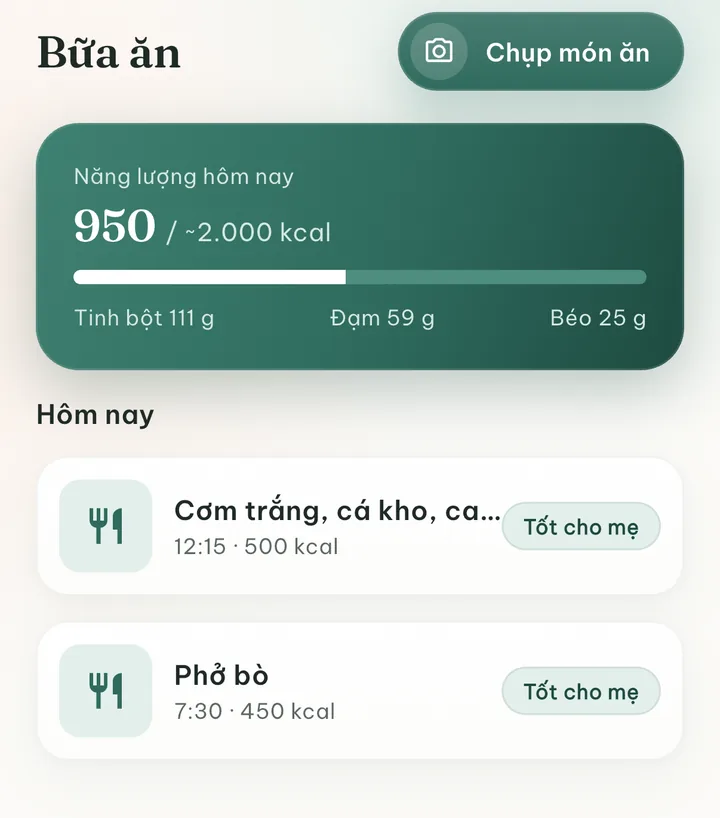 Bữa ăn
Chụp món ăn
Năng lượng hôm nay
950 / ~2.000 kcal
Tinh bột 111 g
Đạm 59 g
Béo 25 g
Hôm nay
Cơm trắng, cá kho, ca...
12:15 · 500 kcal
Tốt cho mẹ
Phở bò
7:30 · 450 kcal
Tốt cho mẹ